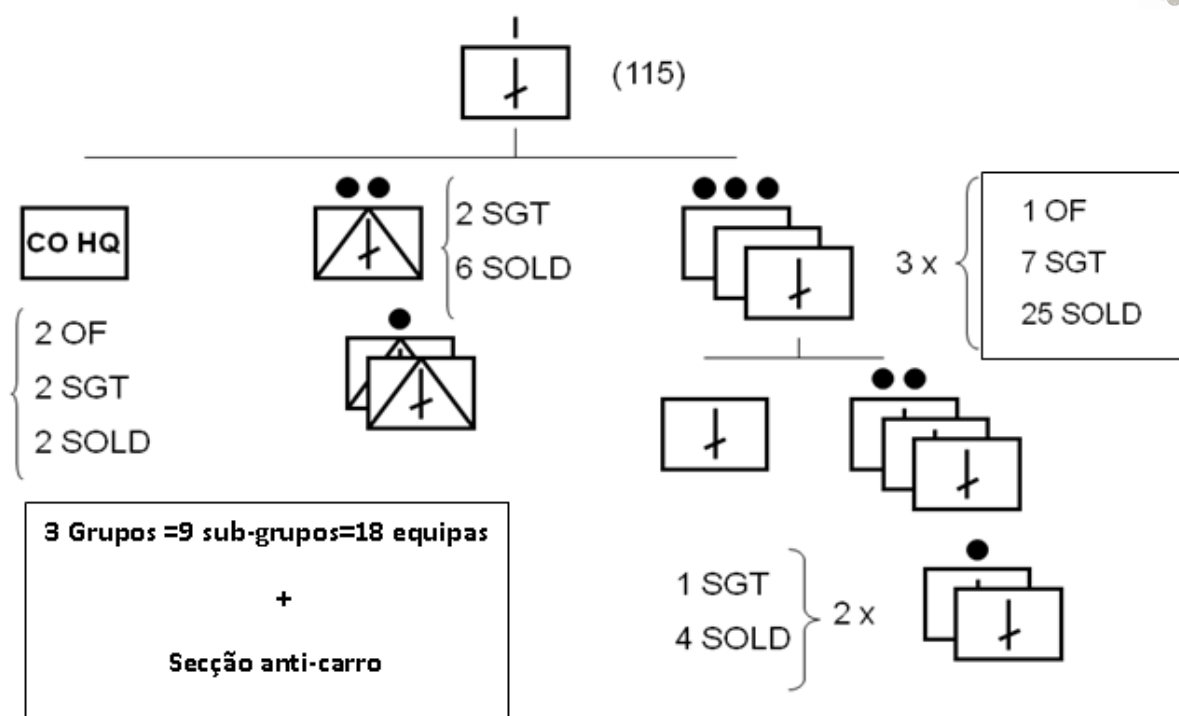 (115)
CO HQ
2 OF
2 SGT
2 SOLD
2 SGT
6 SOLD
3 x
1 OF
7 SGT
25 SOLD
1 SGT
4 SOLD
2 x
3 Grupos =9 sub-grupos=18 equipas
+
Secção anti-carro